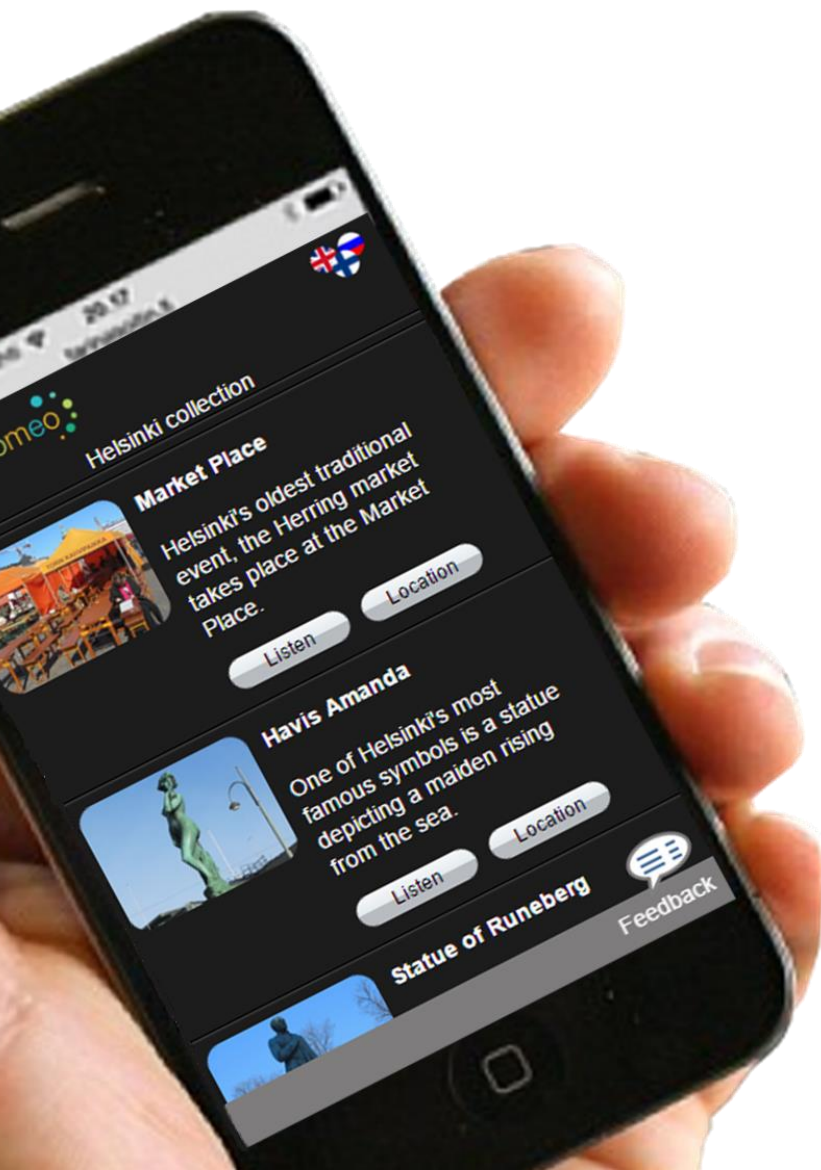 20.17
omeo
Helsinki collection
Market Place
Helsinki's oldest traditional
event, the Herring market
takes place at the Market
Place.
Listen
Location
Havis Amanda
One of Helsinki's most
famous symbols is a statue
depicting a maiden rising
from the sea.
Listen
Location
Statue of Runeberg
Feedback